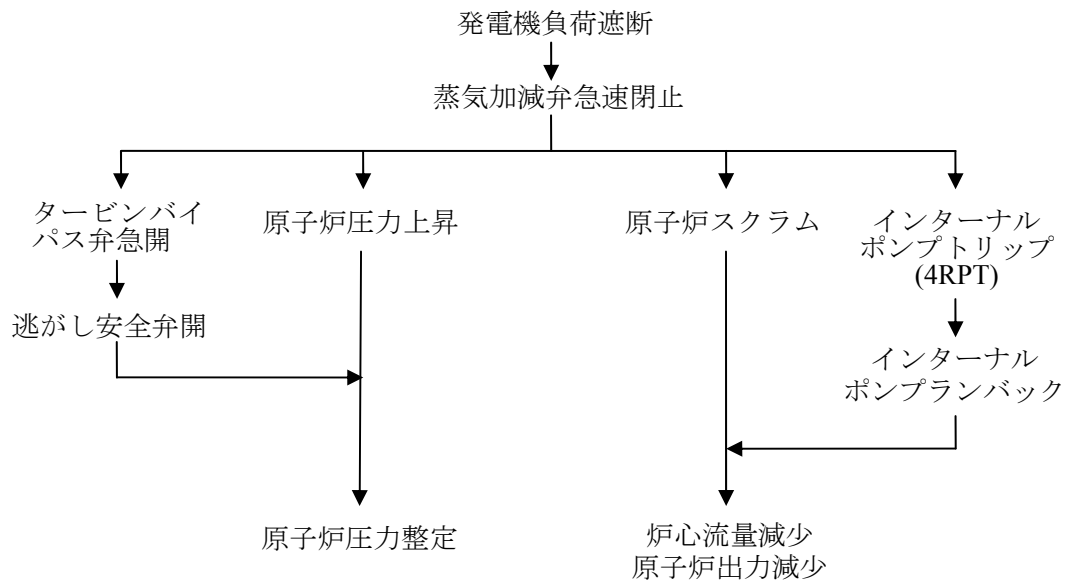 発電機負荷遮断
蒸気加減弁急速閉止
タービンバイ
パス弁急開
原子炉圧力上昇
原子炉スクラム
インターナル
ポンプトリップ
(4RPT)
逃がし安全弁開
インターナル
ポンプランバック
原子炉圧力整定
炉心流量減少
原子炉出力減少